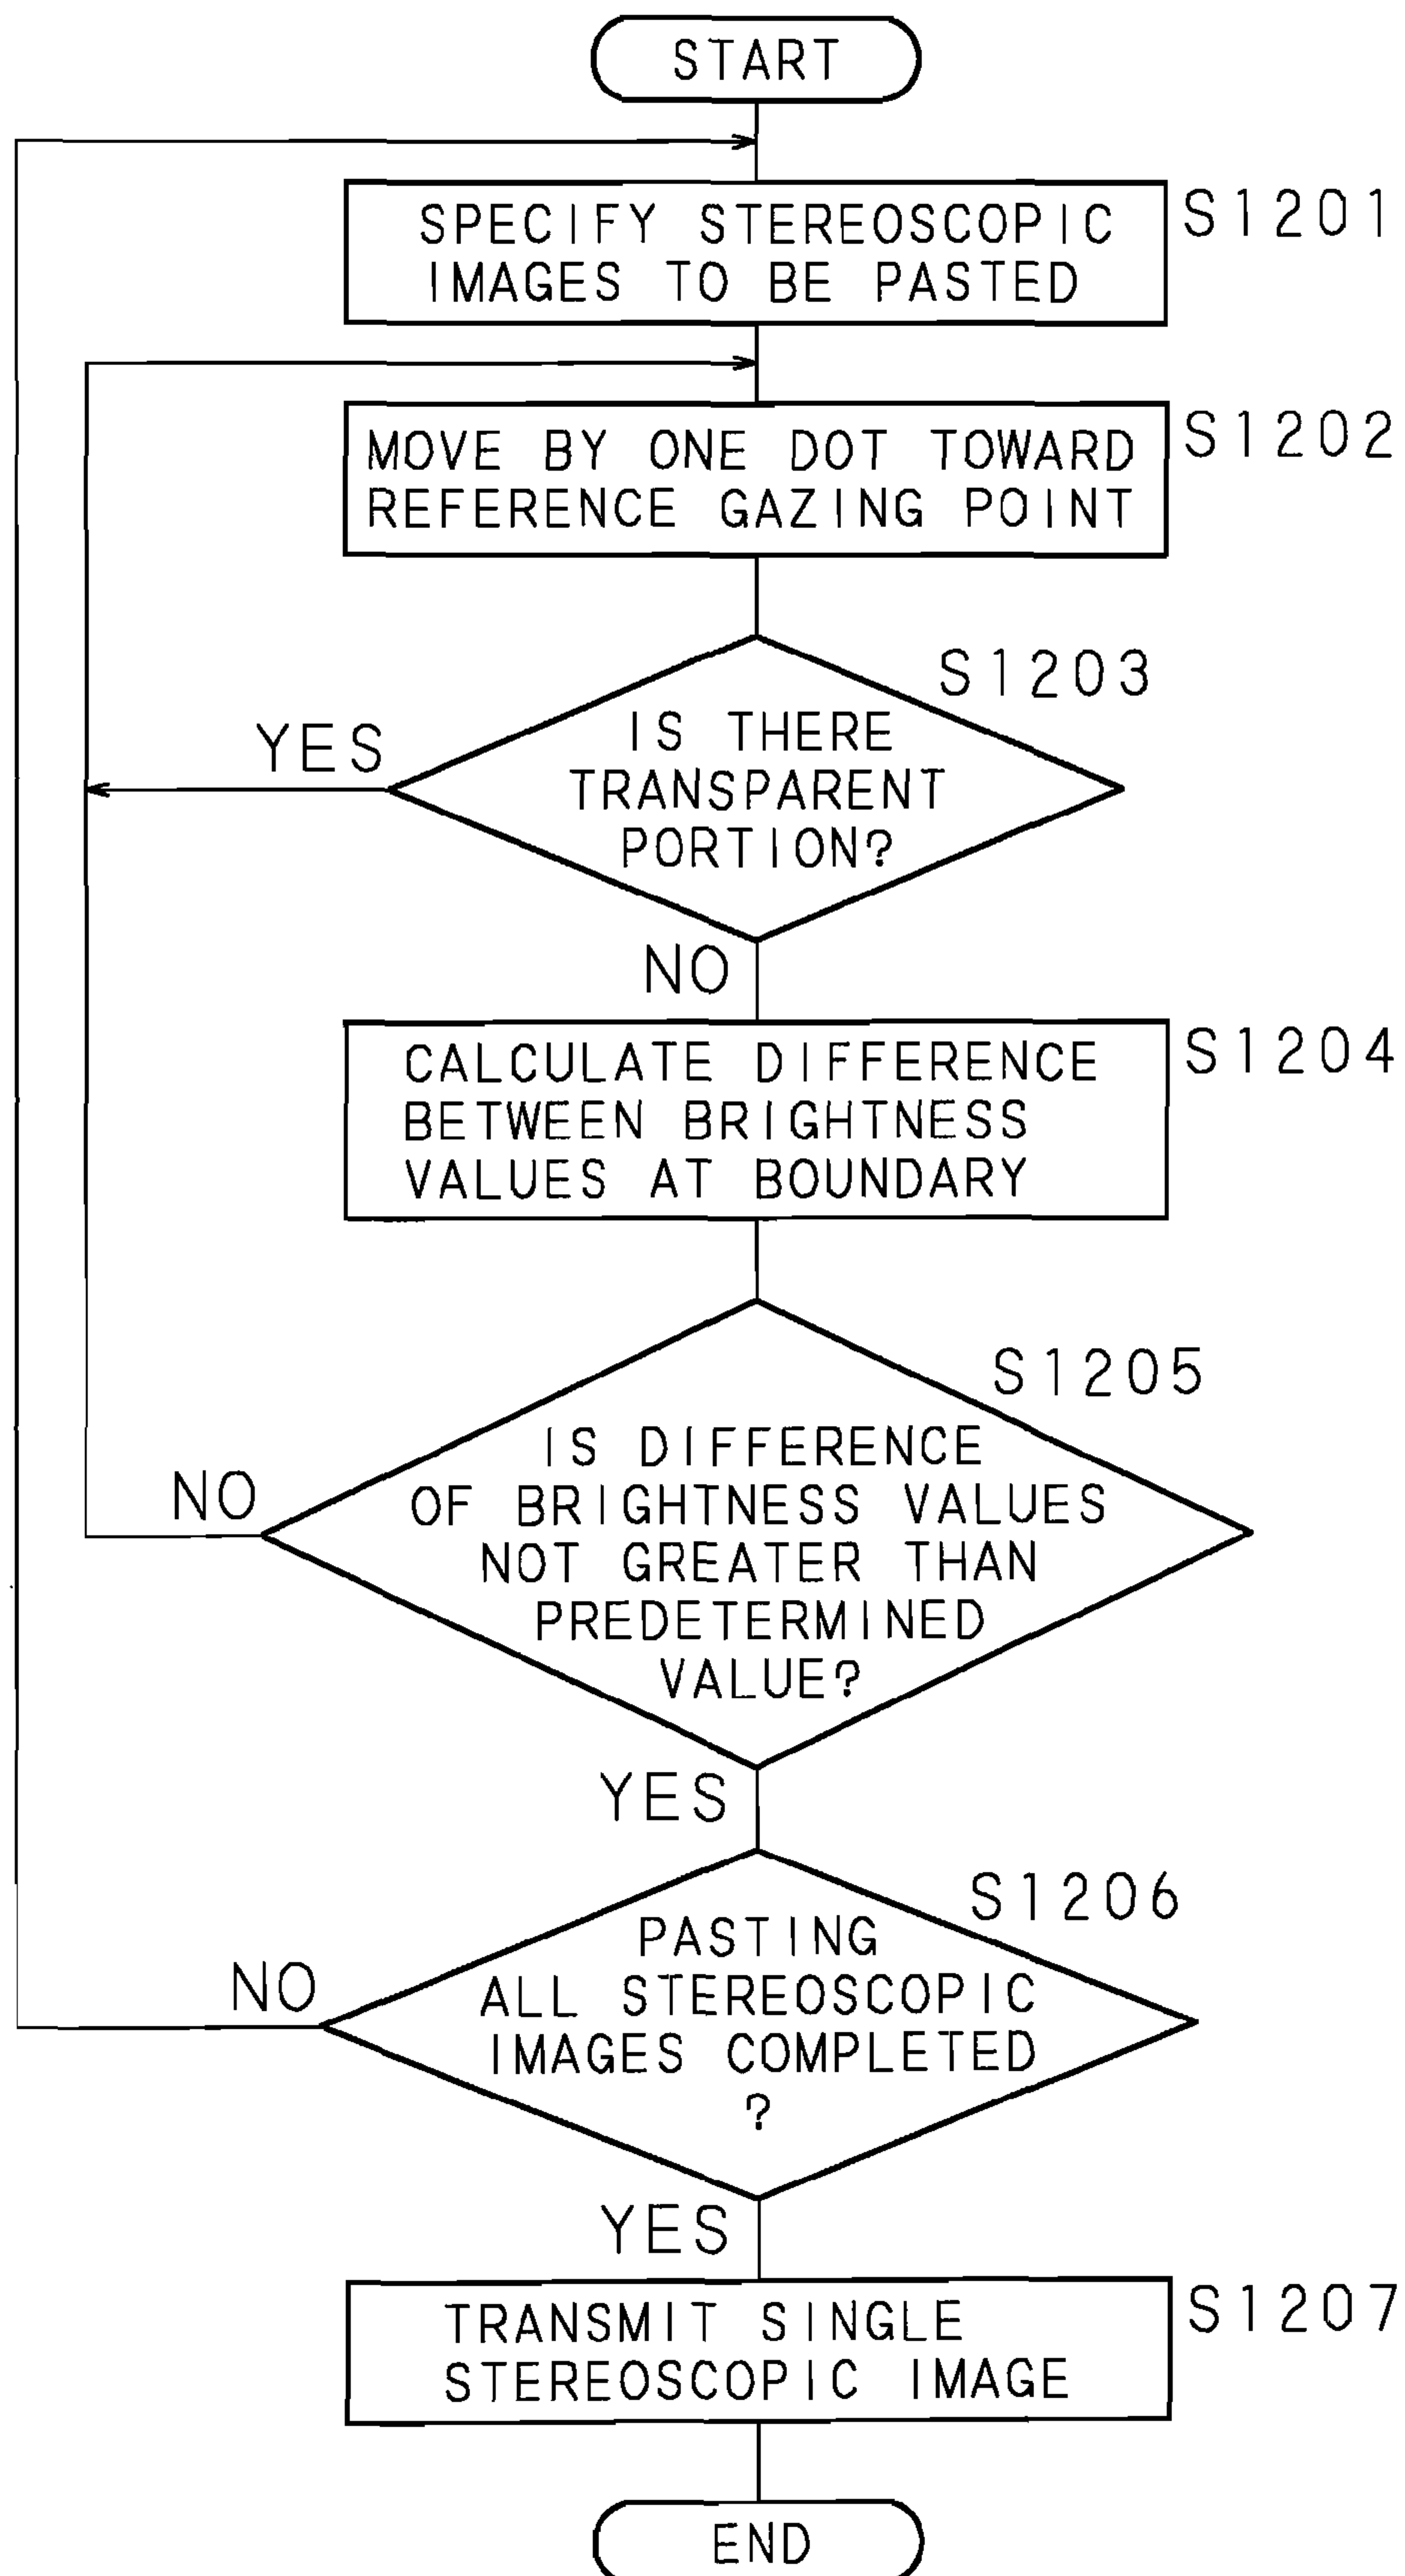 START
SPECIFY STEREOSCOPIC
IMAGES TO BE PASTED
S1201
MOVE BY ONE DOT TOWARD
REFERENCE GAZING POINT
S1202
S1203
IS THERE
TRANSPARENT
PORTION?
YES
NO
CALCULATE DIFFERENCE
BETWEEN BRIGHTNESS
VALUES AT BOUNDARY
S1204
S1205
IS DIFFERENCE
OF BRIGHTNESS VALUES
NOT GREATER THAN
PREDETERMINED
VALUE?
NO
YES
S1206
PASTING
ALL STEREOSCOPIC
IMAGES COMPLETED
?
NO
YES
TRANSMIT SINGLE
STEREOSCOPIC IMAGE
S1207
END